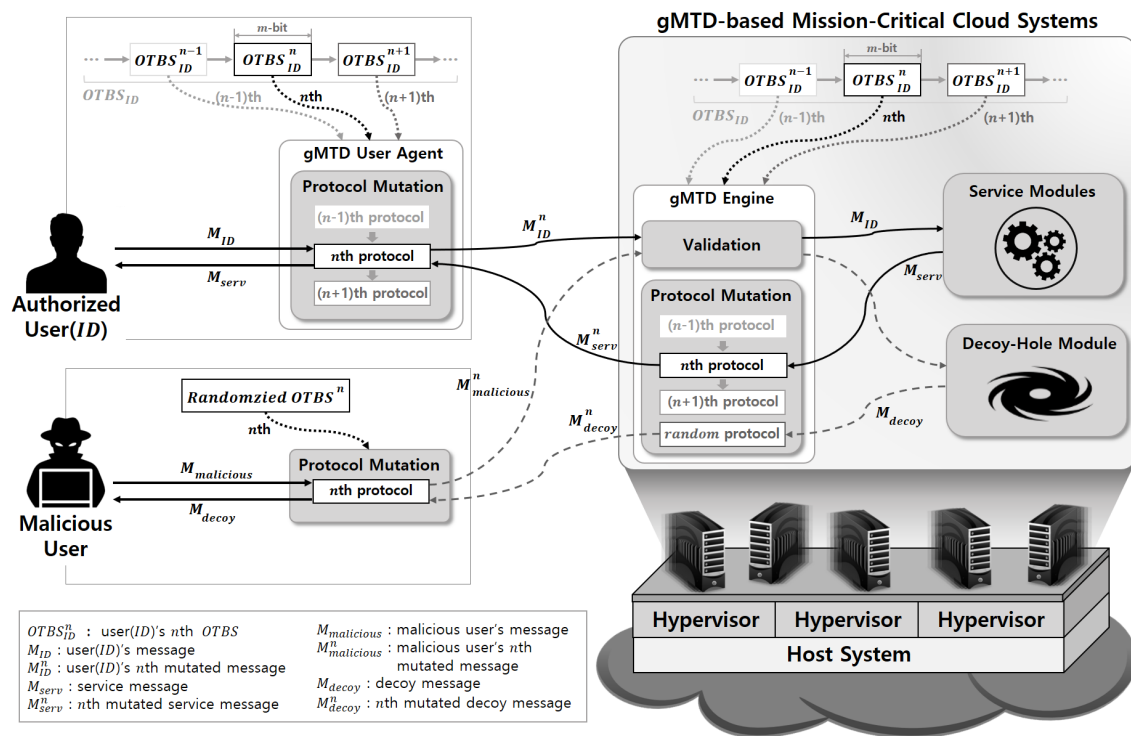 gMTD-based Mission-Critical Cloud Systems
m-bit
OTBS_ID^{n-1}
OTBS_ID^n
OTBS_ID^{n+1}
OTBS_ID
(n-1)th
nth
(n+1)th
gMTD User Agent
Protocol Mutation
(n-1)th protocol
nth protocol
(n+1)th protocol
M_ID
M_serv
Authorized
User(ID)
M_ID^n
M_serv^n
m-bit
OTBS_ID^{n-1}
OTBS_ID^n
OTBS_ID^{n+1}
OTBS_ID
(n-1)th
nth
(n+1)th
gMTD Engine
Validation
M_ID
M_serv
Service Modules
Protocol Mutation
(n-1)th protocol
nth protocol
(n+1)th protocol
random protocol
Decoy-Hole Module
M_decoy
Randomzied OTBS^n
nth
Protocol Mutation
nth protocol
M_malicious
M_decoy
Malicious
User
M_malicious^n
M_decoy^n
Hypervisor
Hypervisor
Hypervisor
Host System
OTBS_ID^n : user(ID)'s nth OTBS
M_ID : user(ID)'s message
M_ID^n : user(ID)'s nth mutated message
M_serv : service message
M_serv^n : nth mutated service message
M_malicious : malicious user's message
M_malicious^n : malicious user's nth
mutated message
M_decoy : decoy message
M_decoy^n : nth mutated decoy message